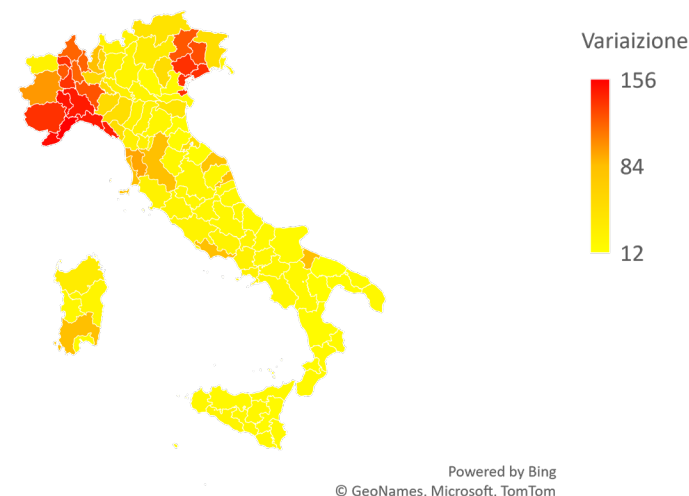 Variaizione
156
84
12
Powered by Bing
© GeoNames, Microsoft, TomTom